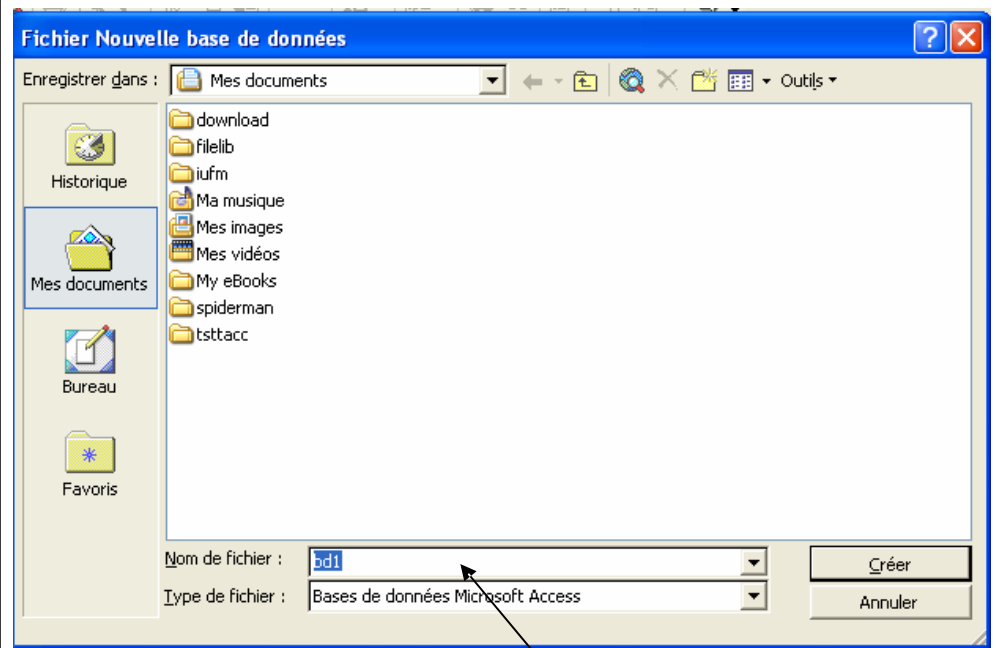 Fichier Nouvelle base de données
Enregistrer dans :
Mes documents
Outils
Historique
Mes documents
Bureau
Favoris
download
filelib
iufm
Ma musique
Mes images
Mes vidéos
My eBooks
spiderman
tsttacc
Nom de fichier :
bd1
Créer
Type de fichier :
Bases de données Microsoft Access
Annuler